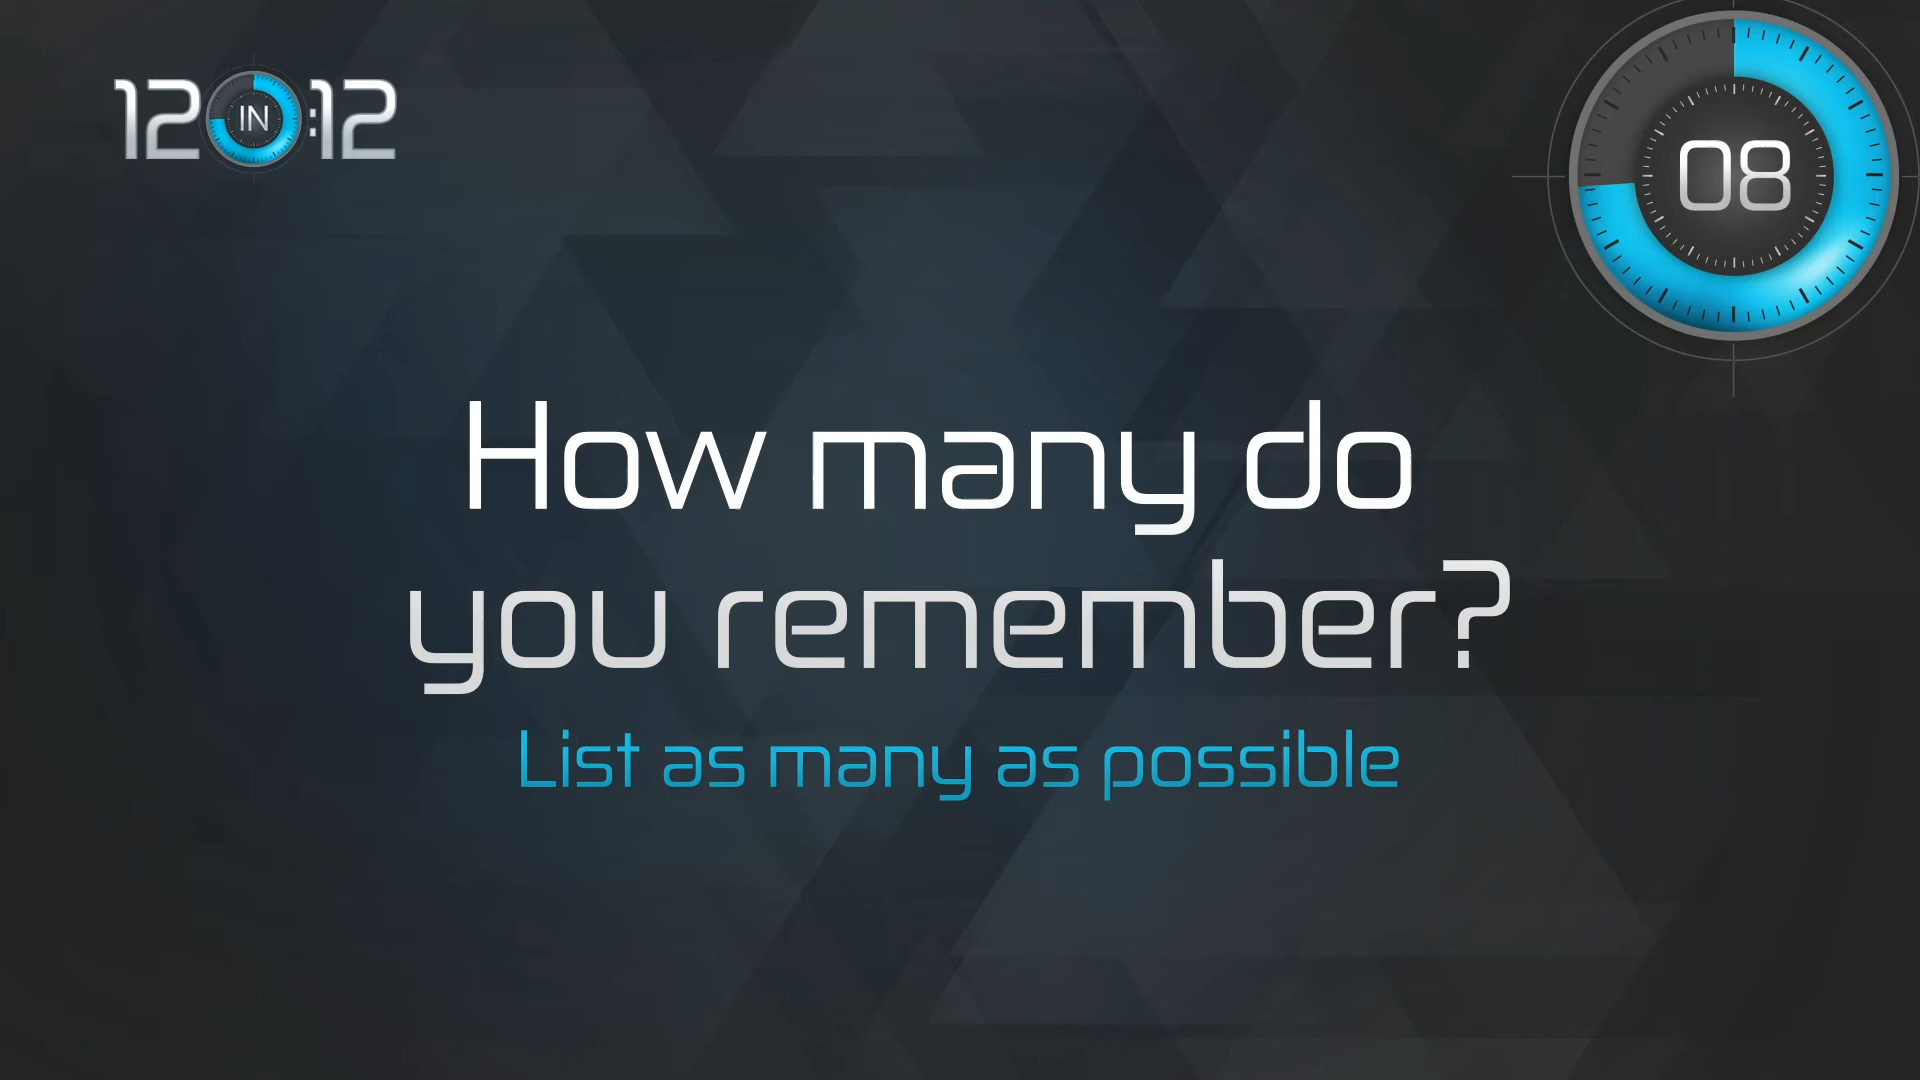 12 IN :12
08
How many do
you remember?
List as many as possible